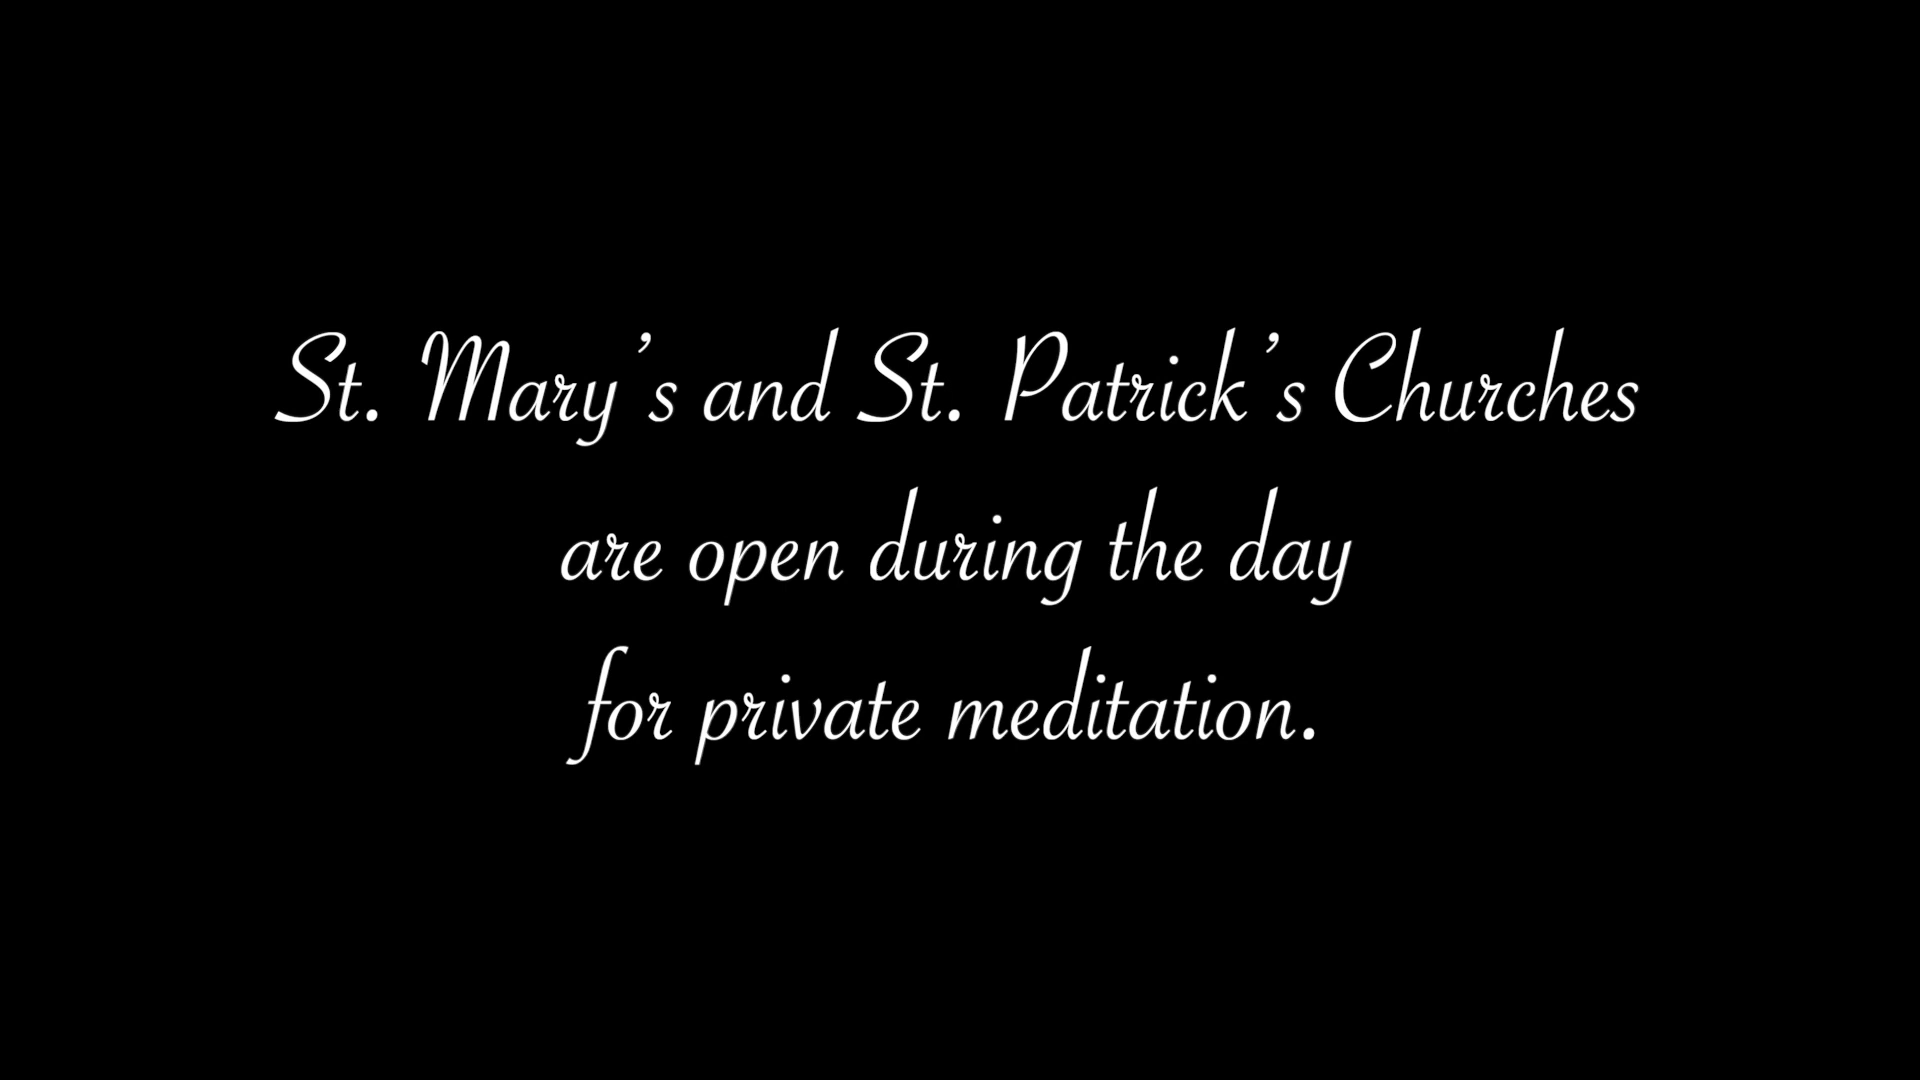 St. Mary’s and St. Patrick’s Churches
are open during the day
for private meditation.